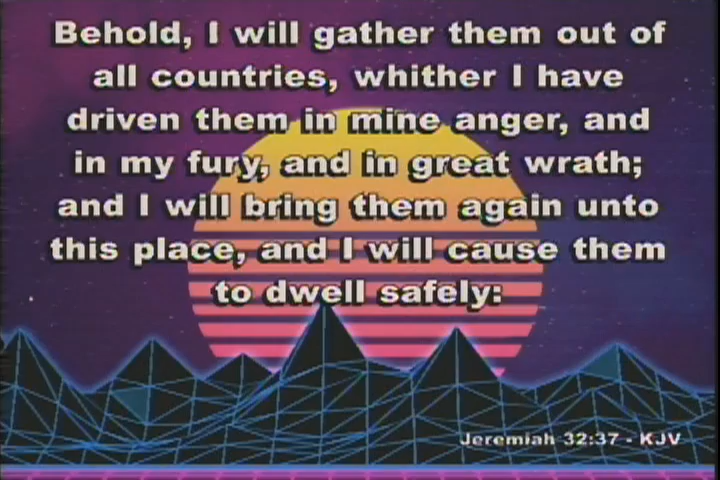 Behold, I will gather them out of
all countries, whither I have
driven them in mine anger, and
in my fury, and in great wrath;
and I will bring them again unto
this place, and I will cause them
to dwell safely:
Jeremiah 32:37 - KJV